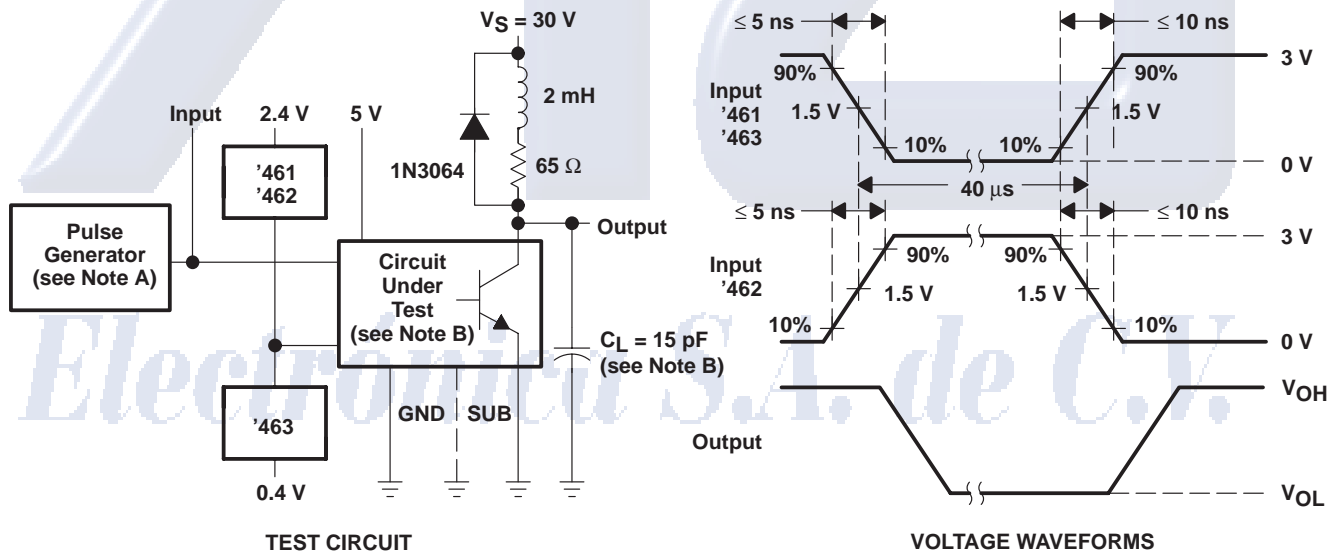 VS = 30 V
2 mH
65 Ω
1N3064
Input
2.4 V
5 V
'461
'462
Pulse
Generator
(see Note A)
Circuit
Under
Test
(see Note B)
Output
CL = 15 pF
(see Note B)
'463
0.4 V
GND
SUB
TEST CIRCUIT
≤ 5 ns
≤ 10 ns
3 V
90%
90%
Input
'461
'463
1.5 V
1.5 V
10%
10%
0 V
40 μs
≤ 5 ns
≤ 10 ns
3 V
90%
90%
Input
'462
1.5 V
1.5 V
10%
10%
0 V
VOH
Output
VOL
VOLTAGE WAVEFORMS
Electrónica S.A. de C.V.